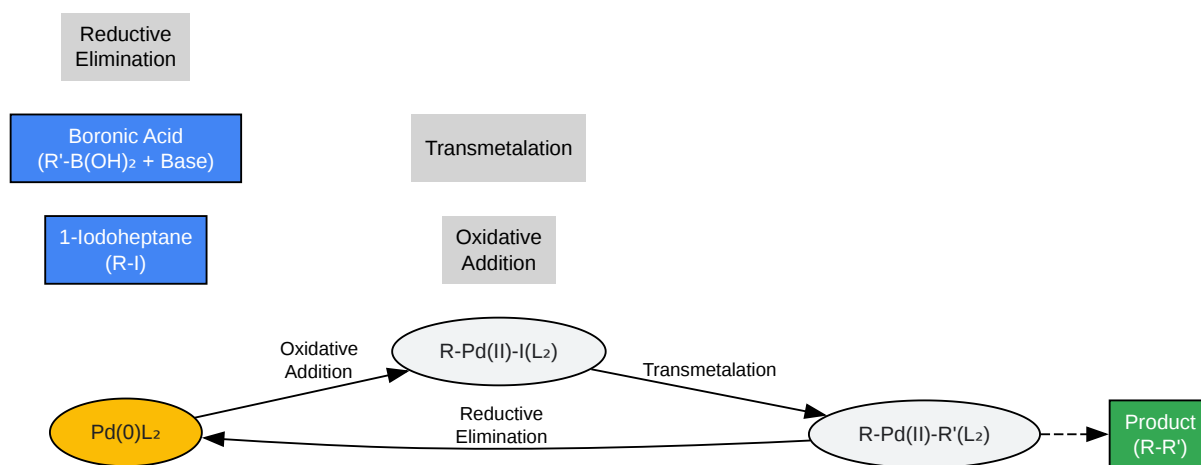 Reductive
Elimination
Boronic Acid
(R'-B(OH)₂ + Base)
Transmetalation
1-Iodoheptane
(R-I)
Oxidative
Addition
Oxidative
Addition
R-Pd(II)-I(L₂)
Transmetalation
Pd(0)L₂
Reductive
Elimination
R-Pd(II)-R'(L₂)
Product
(R-R')